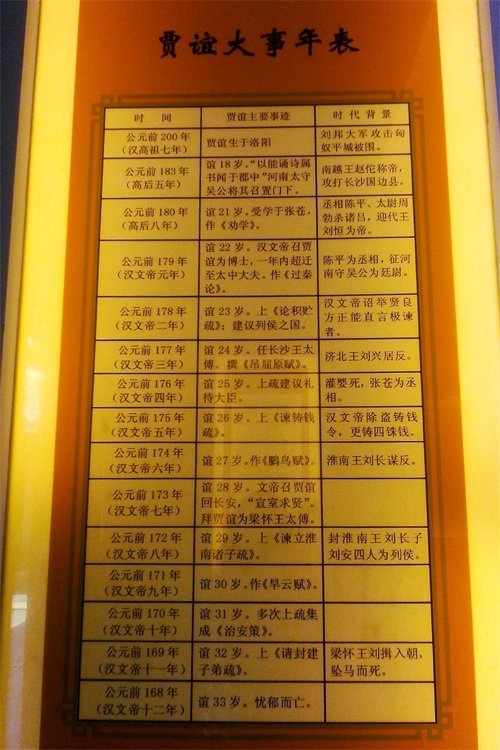 贾谊大事年表
时　间
贾谊主要事迹
时代背景
公元前200年
（汉高祖七年）
贾谊生于洛阳
刘邦大军攻击匈
奴平城被围。
公元前183年
（高后五年）
谊18岁。“以能诵诗属
书闻于郡中”河南太守
吴公将其召置门下。
南越王赵佗称帝，
攻打长沙国边县。
公元前180年
（高后八年）
谊21岁。受学于张苍，
作《劝学》。
丞相陈平、太尉周
勃杀诸吕，迎代王
刘恒为帝。
公元前179年
（汉文帝元年）
谊22岁。汉文帝召贾
谊为博士，一年内超迁
至太中大夫。作《过秦
论》。
陈平为丞相，征河
南守吴公为廷尉。
公元前178年
（汉文帝二年）
谊23岁。上《论积贮
疏》；建议列侯之国。
汉文帝诏举贤良
方正能直言极谏
者。
公元前177年
（汉文帝三年）
谊24岁。任长沙王太
傅。撰《吊屈原赋》。
济北王刘兴居反。
公元前176年
（汉文帝四年）
谊25岁。上疏建议礼
待大臣。
灌婴死，张苍为丞
相。
公元前175年
（汉文帝五年）
谊26岁。上《谏铸钱
疏》。
汉文帝除盗铸钱
令，更铸四铢钱。
公元前174年
（汉文帝六年）
谊27岁。作《鵩鸟赋》。
淮南王刘长谋反。
公元前173年
（汉文帝七年）
谊28岁。文帝召贾谊
回长安，“宣室求贤”。
拜贾谊为梁怀王太傅。
公元前172年
（汉文帝八年）
谊29岁。上《谏立淮
南诸子疏》。
封淮南王刘长子
刘安四人为列侯。
公元前171年
（汉文帝九年）
谊30岁。作《旱云赋》。
公元前170年
（汉文帝十年）
谊31岁。多次上疏集
成《治安策》。
公元前169年
（汉文帝十一年）
谊32岁。上《请封建
子弟疏》。
梁怀王刘揖入朝，
坠马而死。
公元前168年
（汉文帝十二年）
谊33岁。忧郁而亡。